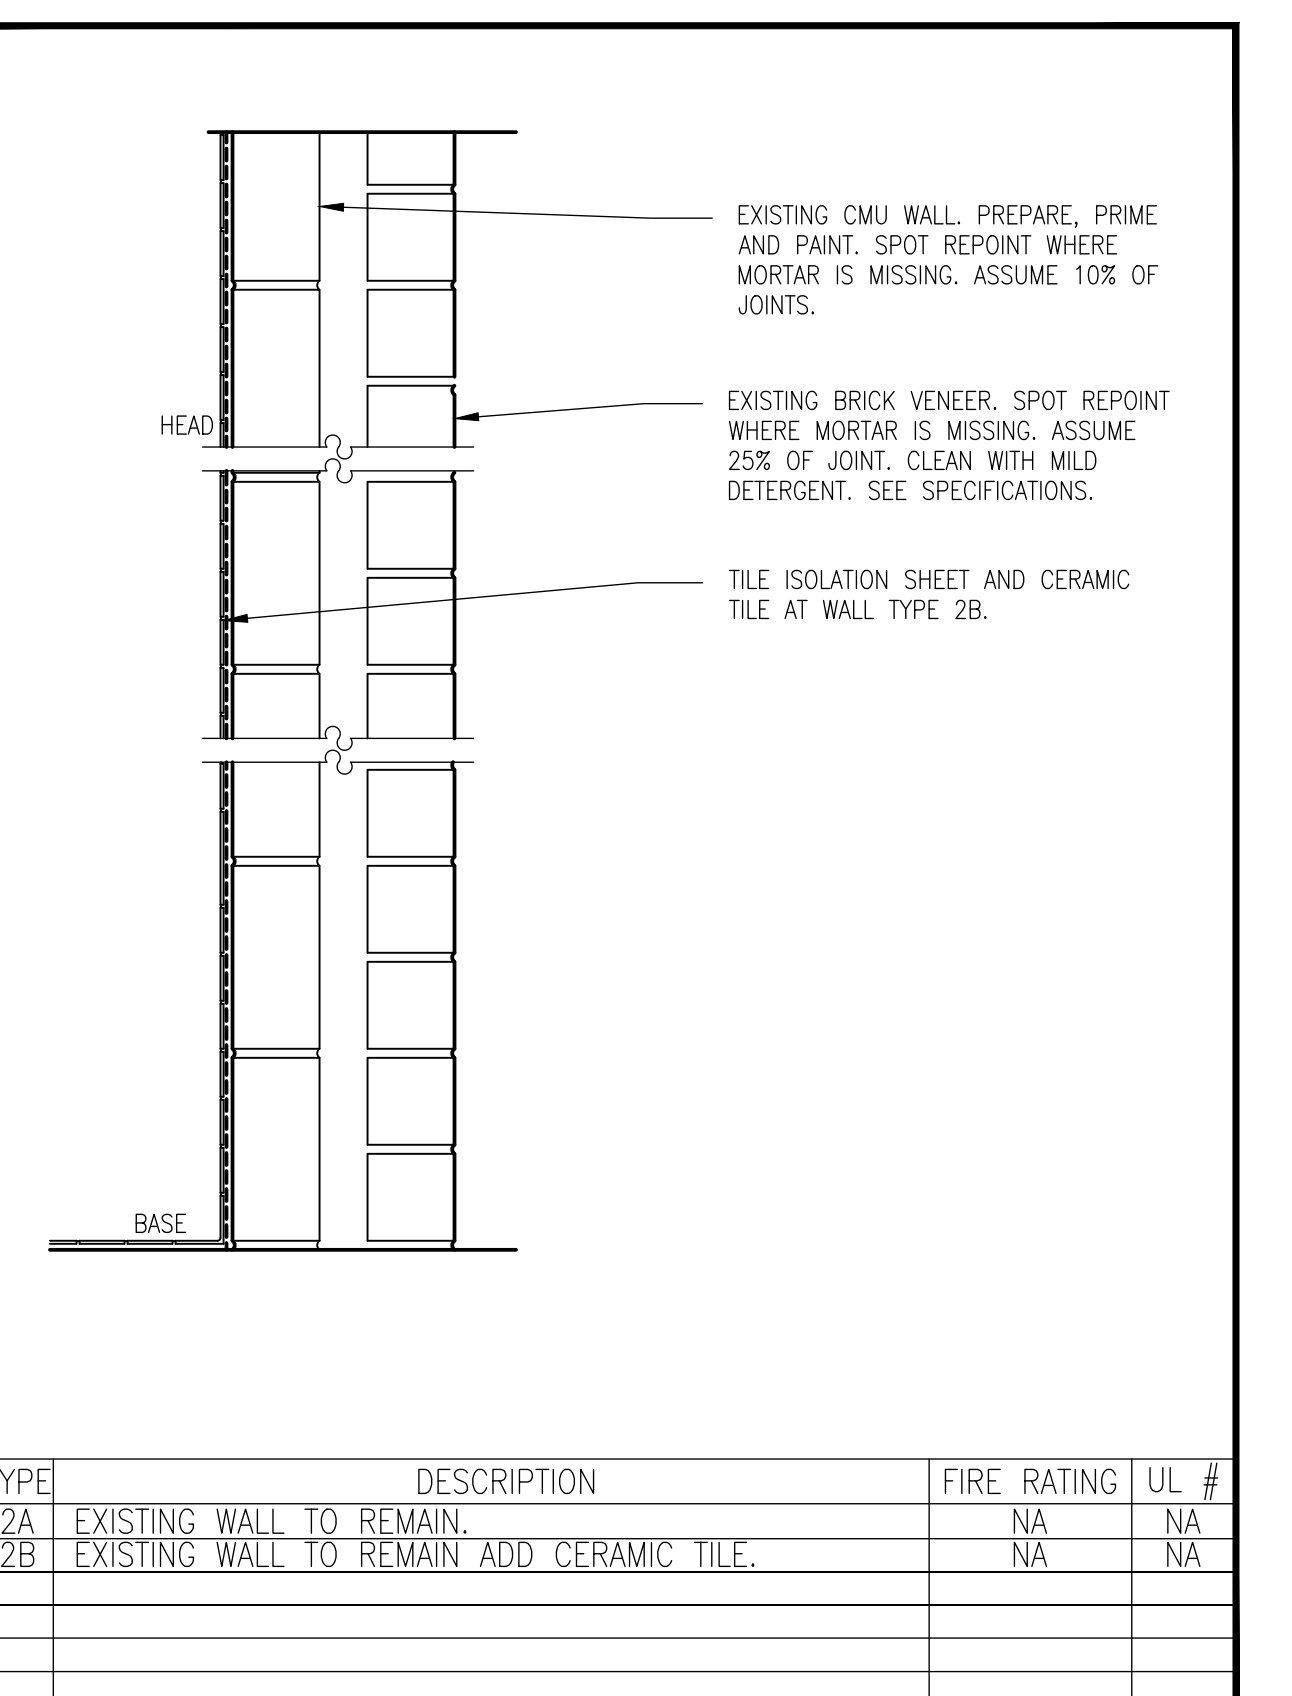 EXISTING CMU WALL. PREPARE, PRIME
AND PAINT. SPOT REPOINT WHERE
MORTAR IS MISSING. ASSUME 10% OF
JOINTS.
HEAD
EXISTING BRICK VENEER. SPOT REPOINT
WHERE MORTAR IS MISSING. ASSUME
25% OF JOINT. CLEAN WITH MILD
DETERGENT. SEE SPECIFICATIONS.
TILE ISOLATION SHEET AND CERAMIC
TILE AT WALL TYPE 2B.
BASE
YPE DESCRIPTION FIRE RATING UL #
2A EXISTING WALL TO REMAIN. NA NA
2B EXISTING WALL TO REMAIN ADD CERAMIC TILE. NA NA